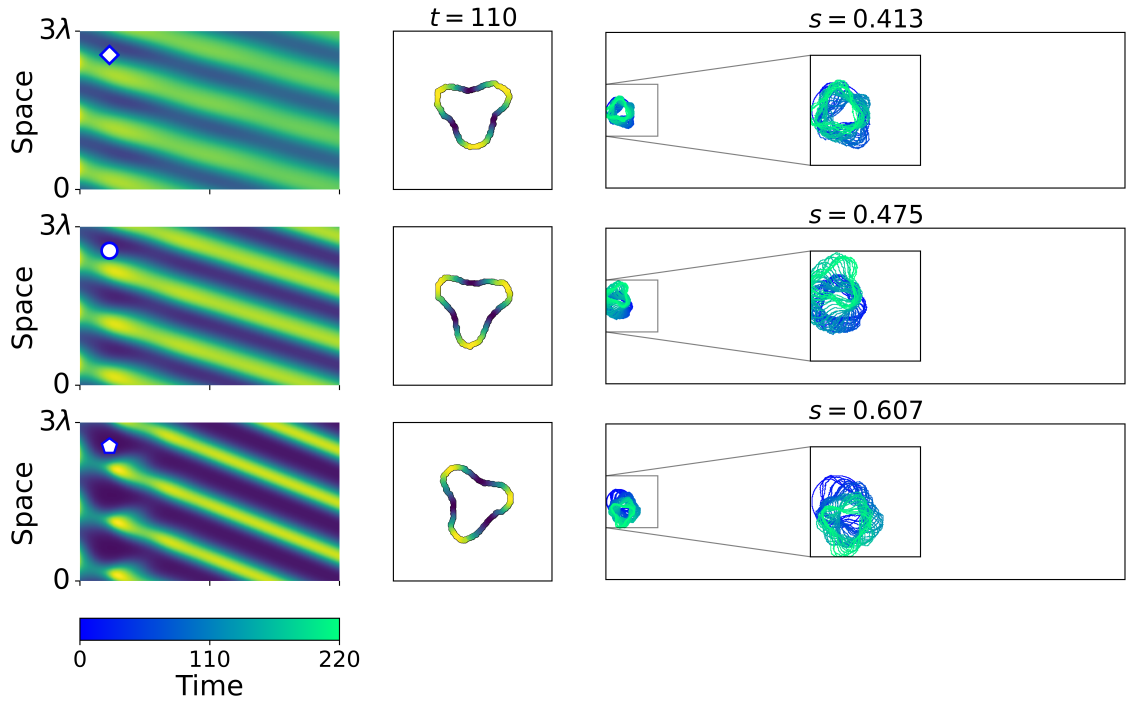 t = 110
s = 0.413
3λ
Space
0
s = 0.475
3λ
Space
0
s = 0.607
3λ
Space
0
0 110 220
Time